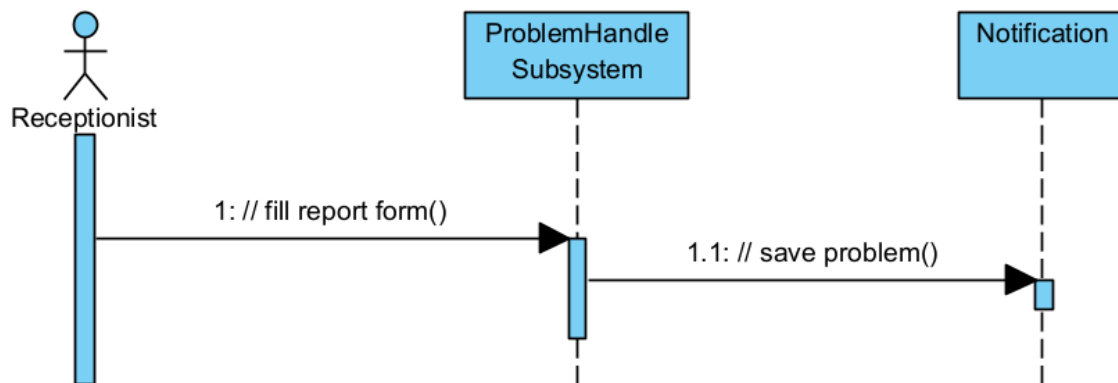 ProblemHandle
Subsystem
Notification
Receptionist
1: // fill report form()
1.1: // save problem()